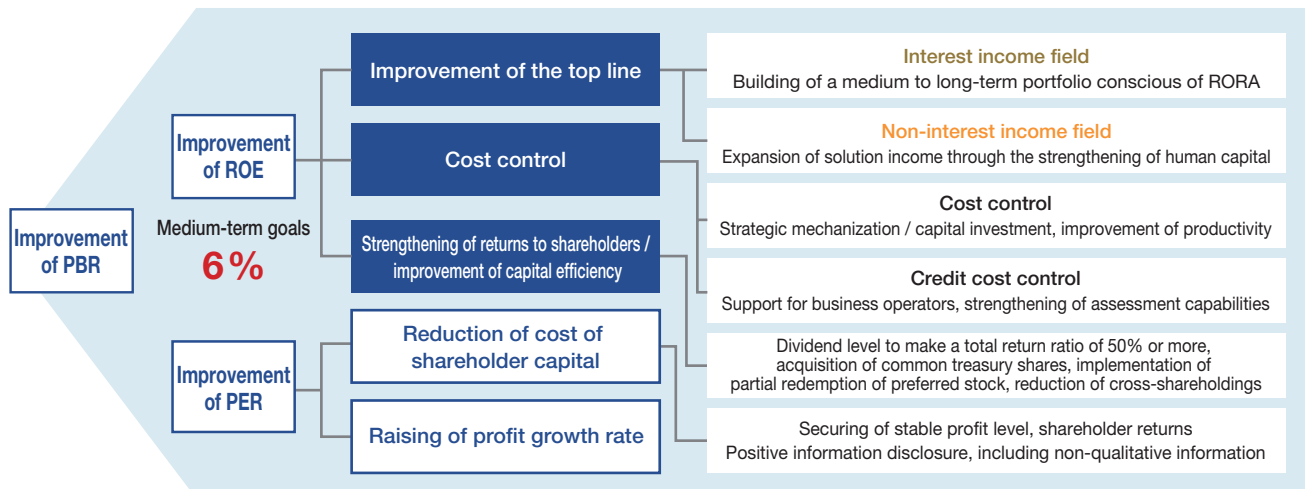 Improvement
of PBR
Improvement
of ROE
Medium-term goals
6%
Improvement
of PER
Improvement of the top line
Cost control
Strengthening of returns to shareholders /
improvement of capital efficiency
Reduction of cost of
shareholder capital
Raising of profit growth rate
Interest income field
Building of a medium to long-term portfolio conscious of RORA
Non-interest income field
Expansion of solution income through the strengthening of human capital
Cost control
Strategic mechanization / capital investment, improvement of productivity
Credit cost control
Support for business operators, strengthening of assessment capabilities
Dividend level to make a total return ratio of 50% or more,
acquisition of common treasury shares, implementation of
partial redemption of preferred stock, reduction of cross-shareholdings
Securing of stable profit level, shareholder returns
Positive information disclosure, including non-qualitative information